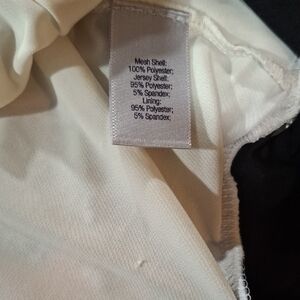 Mesh Shell:
100% Polyester;
Jersey Shell:
95% Polyester;
5% Spandex;
Lining:
95% Polyester;
5% Spandex;